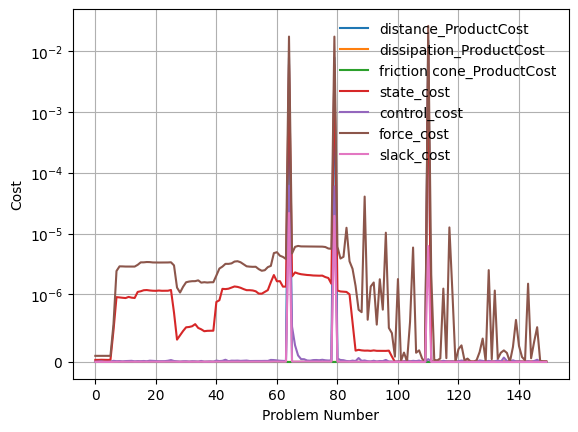 distance_ProductCost
dissipation_ProductCost
friction cone_ProductCost
state_cost
control_cost
force_cost
slack_cost
10⁻²
10⁻³
10⁻⁴
10⁻⁵
10⁻⁶
0
Cost
0 20 40 60 80 100 120 140
Problem Number